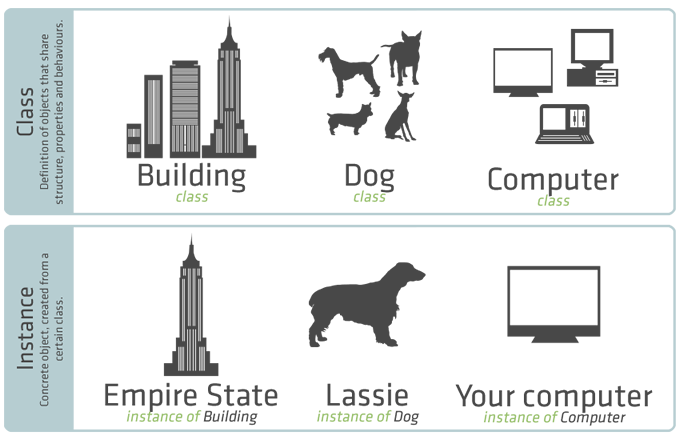 Class
Definition of objects that share
structure, properties and behaviours.
Building
class
Dog
class
Computer
class
Instance
Concrete object, created from a
certain class.
Empire State
instance of Building
Lassie
instance of Dog
Your computer
instance of Computer